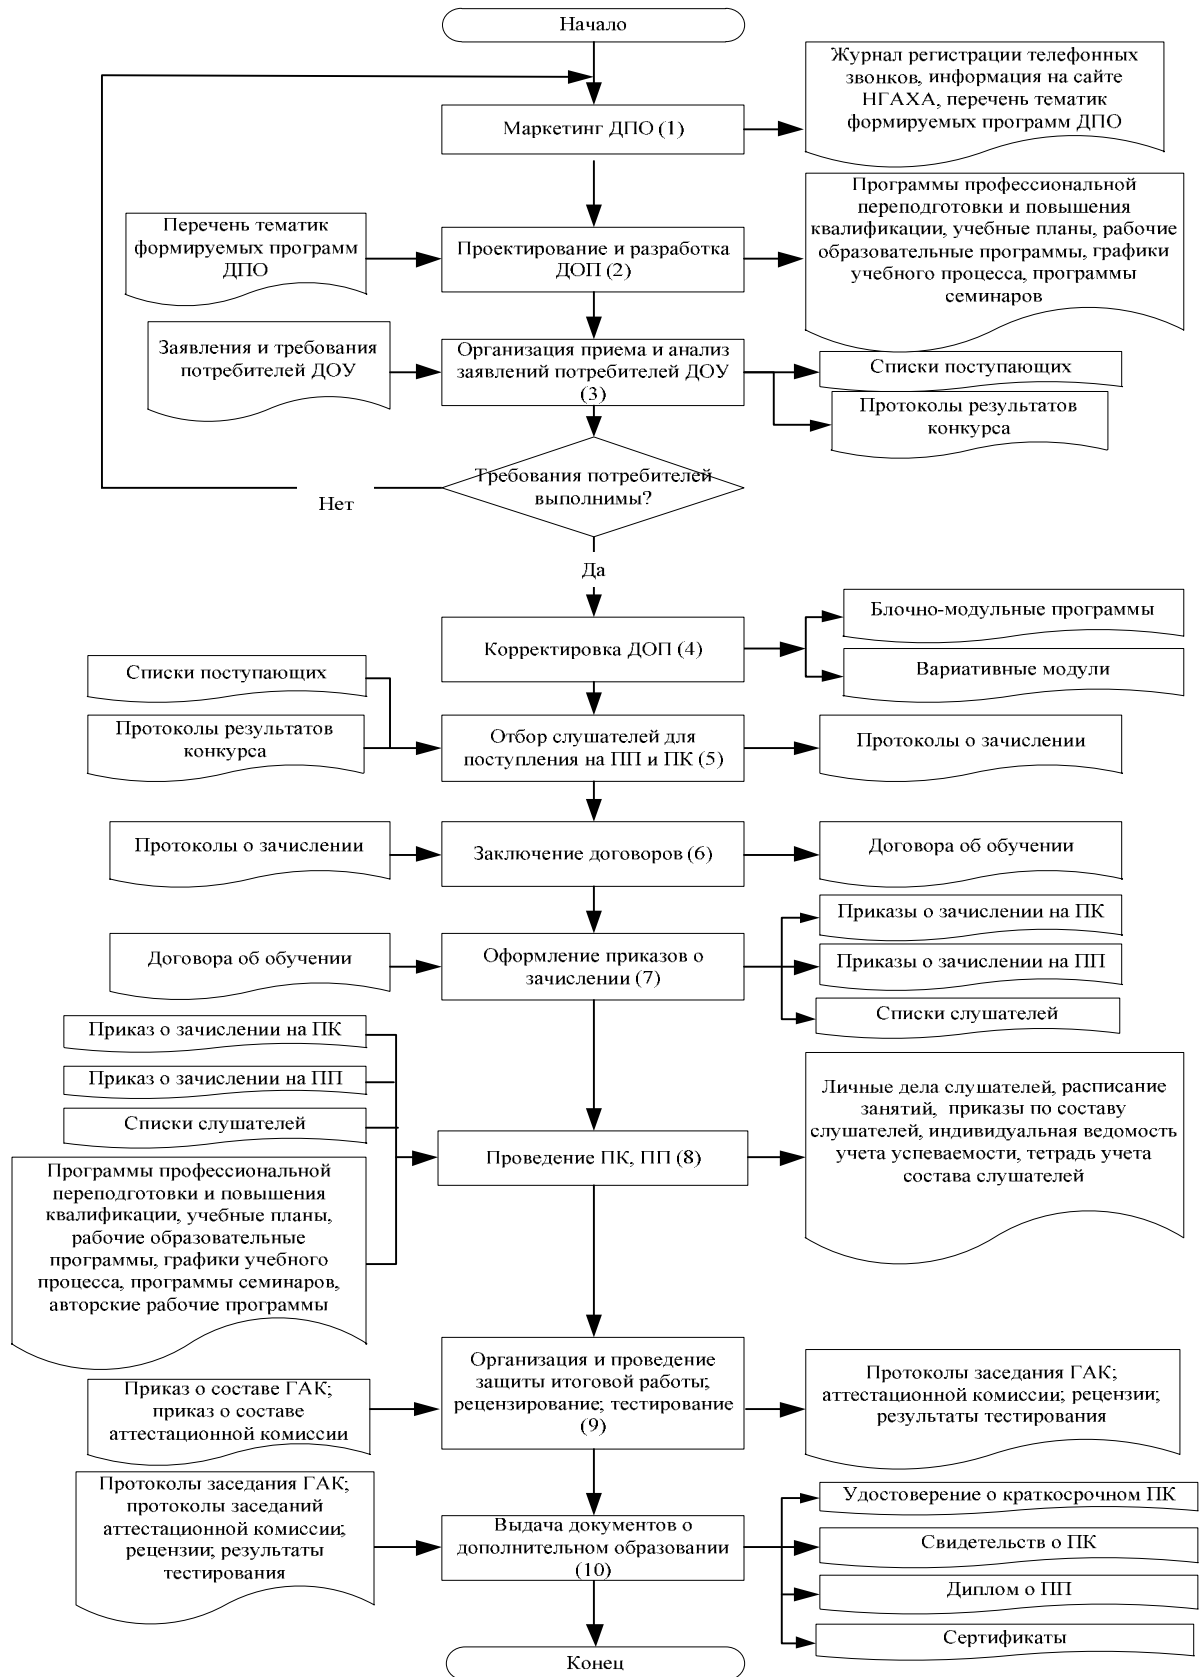 Начало
Журнал регистрации телефонных
звонков, информация на сайте
НГАХА, перечень тематик
формируемых программ ДПО
Маркетинг ДПО (1)
Перечень тематик
формируемых программ
ДПО
Проектирование и разработка
ДОП (2)
Программы профессиональной
переподготовки и повышения
квалификации, учебные планы, рабочие
образовательные программы, графики
учебного процесса, программы
семинаров
Заявления и требования
потребителей ДОУ
Организация приема и анализ
заявлений потребителей ДОУ
(3)
Списки поступающих
Протоколы результатов
конкурса
Требования потребителей
выполнимы?
Нет
Да
Корректировка ДОП (4)
Блочно-модульные программы
Вариативные модули
Списки поступающих
Протоколы результатов
конкурса
Отбор слушателей для
поступления на ПП и ПК (5)
Протоколы о зачислении
Протоколы о зачислении
Заключение договоров (6)
Договора об обучении
Договора об обучении
Оформление приказов о
зачислении (7)
Приказы о зачислении на ПК
Приказы о зачислении на ПП
Списки слушателей
Приказ о зачислении на ПК
Приказ о зачислении на ПП
Списки слушателей
Программы профессиональной
переподготовки и повышения
квалификации, учебные планы,
рабочие образовательные
программы, графики учебного
процесса, программы семинаров,
авторские рабочие программы
Проведение ПК, ПП (8)
Личные дела слушателей, расписание
занятий, приказы по составу
слушателей, индивидуальная ведомость
учета успеваемости, тетрадь учета
состава слушателей
Приказ о составе ГАК;
приказ о составе
аттестационной комиссии
Организация и проведение
защиты итоговой работы;
рецензирование; тестирование
(9)
Протоколы заседания ГАК;
аттестационной комиссии; рецензии;
результаты тестирования
Протоколы заседания ГАК;
протоколы заседаний
аттестационной комиссии;
рецензии; результаты
тестирования
Выдача документов о
дополнительном образовании
(10)
Удостоверение о краткосрочном ПК
Свидетельств о ПК
Диплом о ПП
Сертификаты
Конец